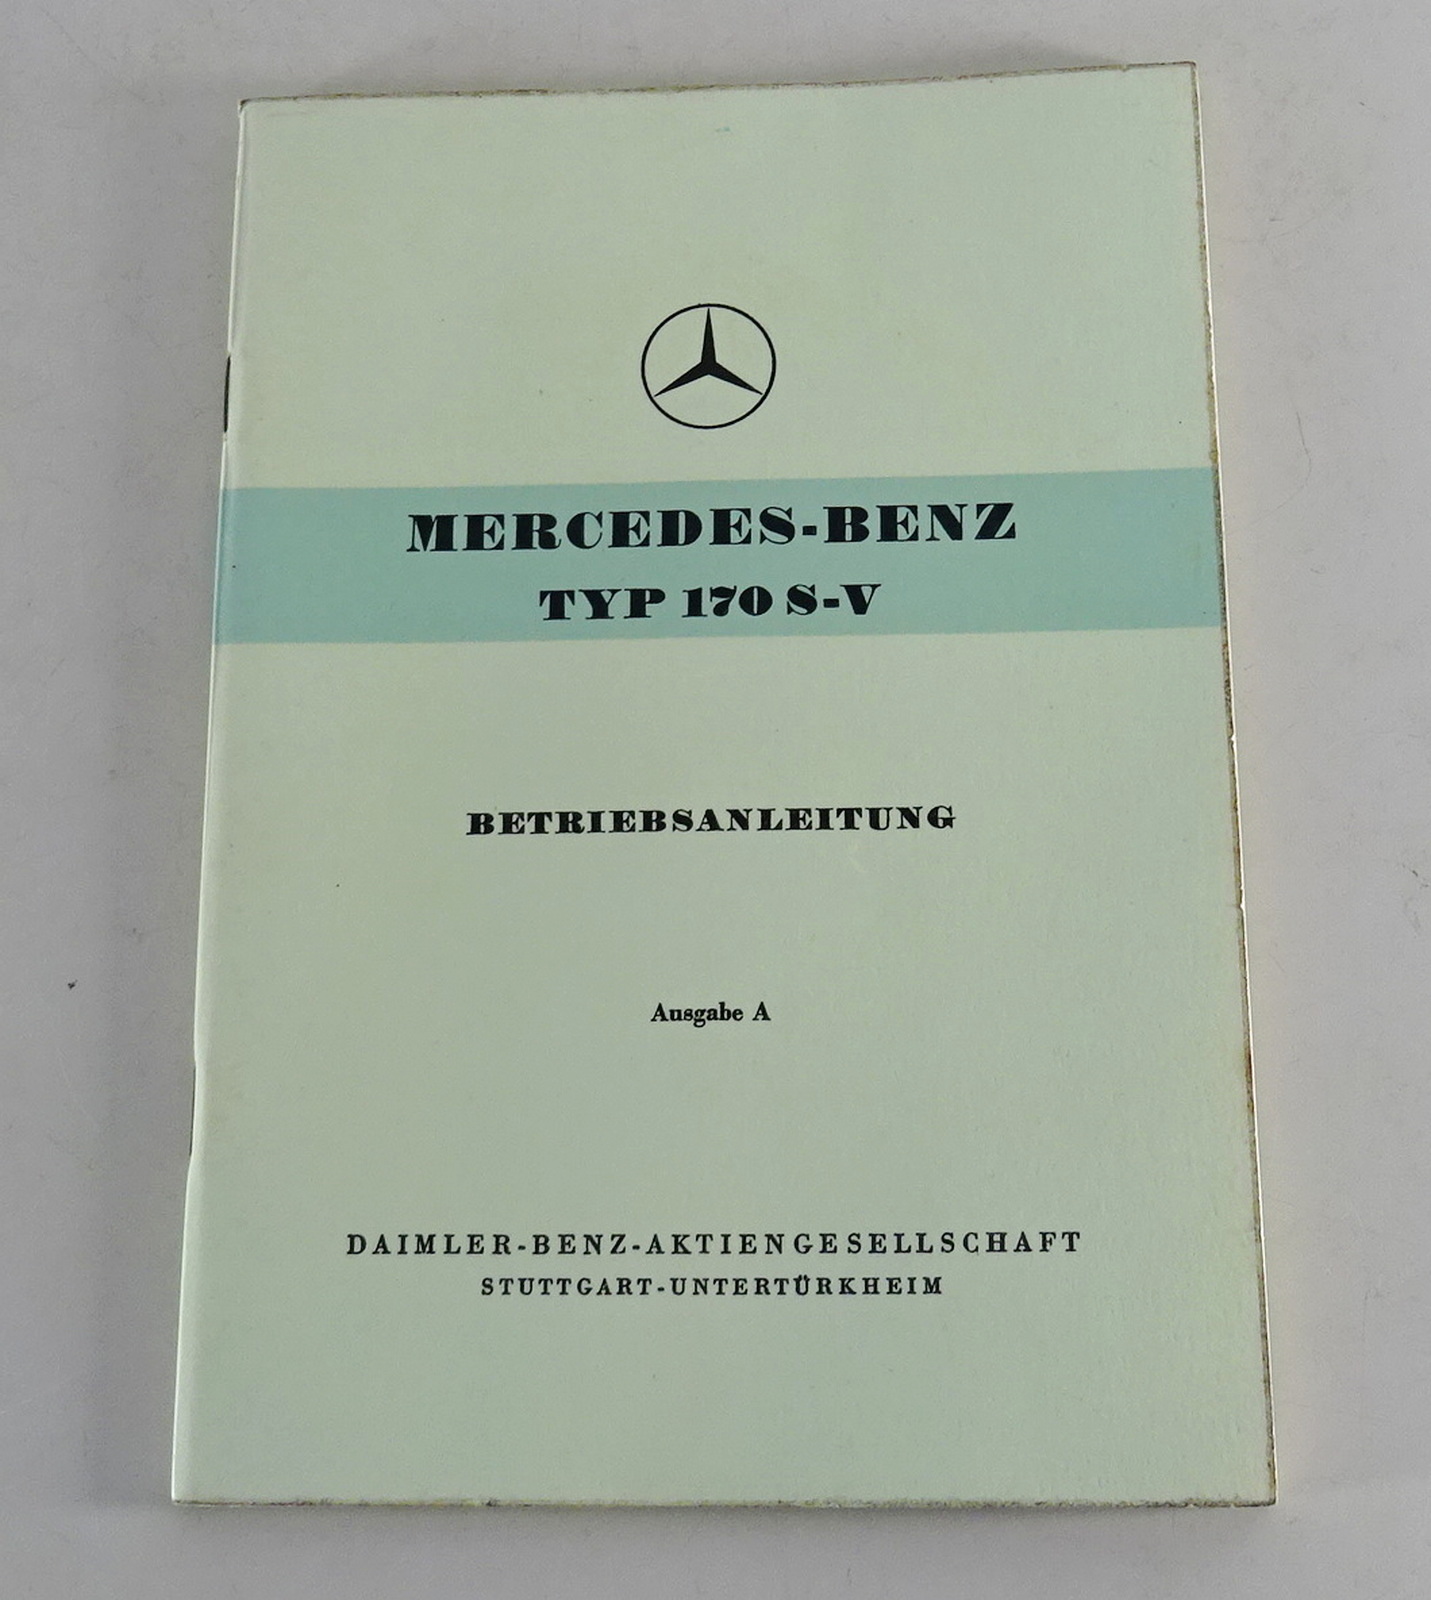 MERCEDES-BENZ
TYP 170 S-V
BETRIEBSANLEITUNG
Ausgabe A
DAIMLER-BENZ-AKTIENGESELLSCHAFT
STUTTGART-UNTERTÜRKHEIM